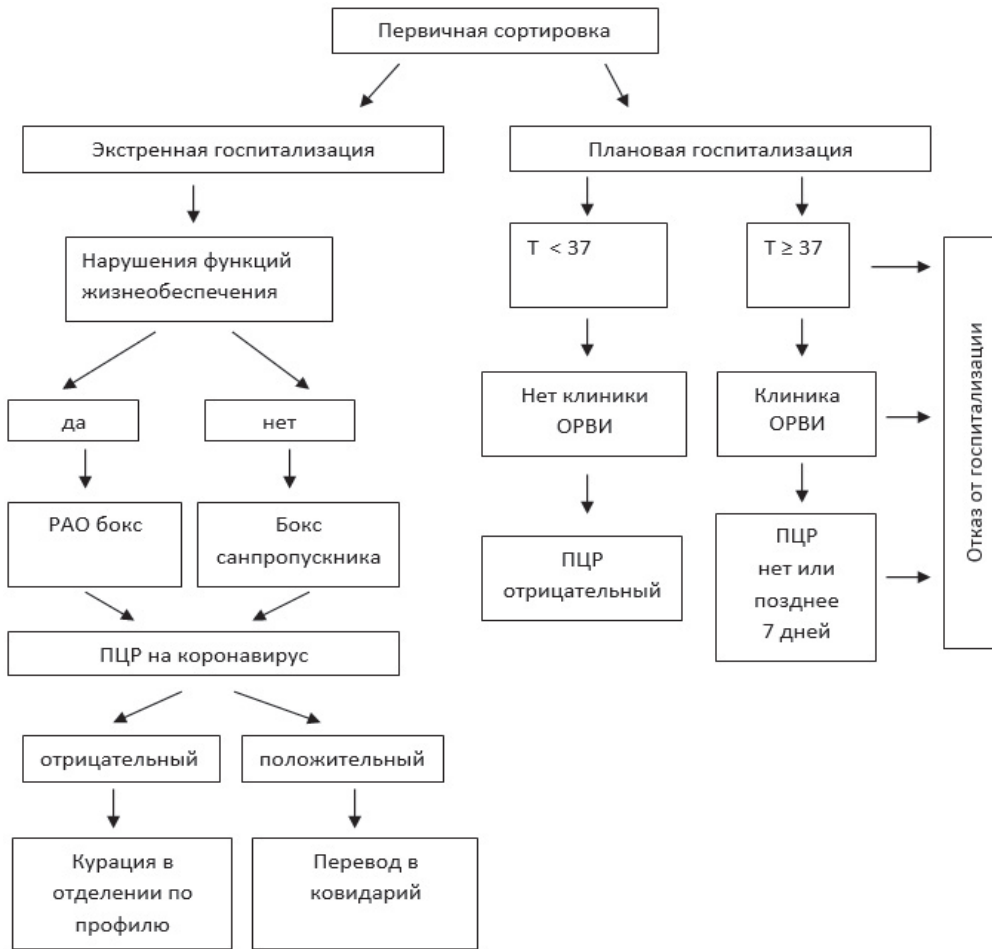 Первичная сортировка
Экстренная госпитализация
Плановая госпитализация
Нарушения функций
жизнеобеспечения
T < 37
T ≥ 37
да
нет
Нет клиники
ОРВИ
Клиника
ОРВИ
Отказ от госпитализации
РАО бокс
Бокс
санпропускника
ПЦР
отрицательный
ПЦР
нет или
позднее
7 дней
ПЦР на коронавирус
отрицательный
положительный
Курация в
отделении по
профилю
Перевод в
ковидарий